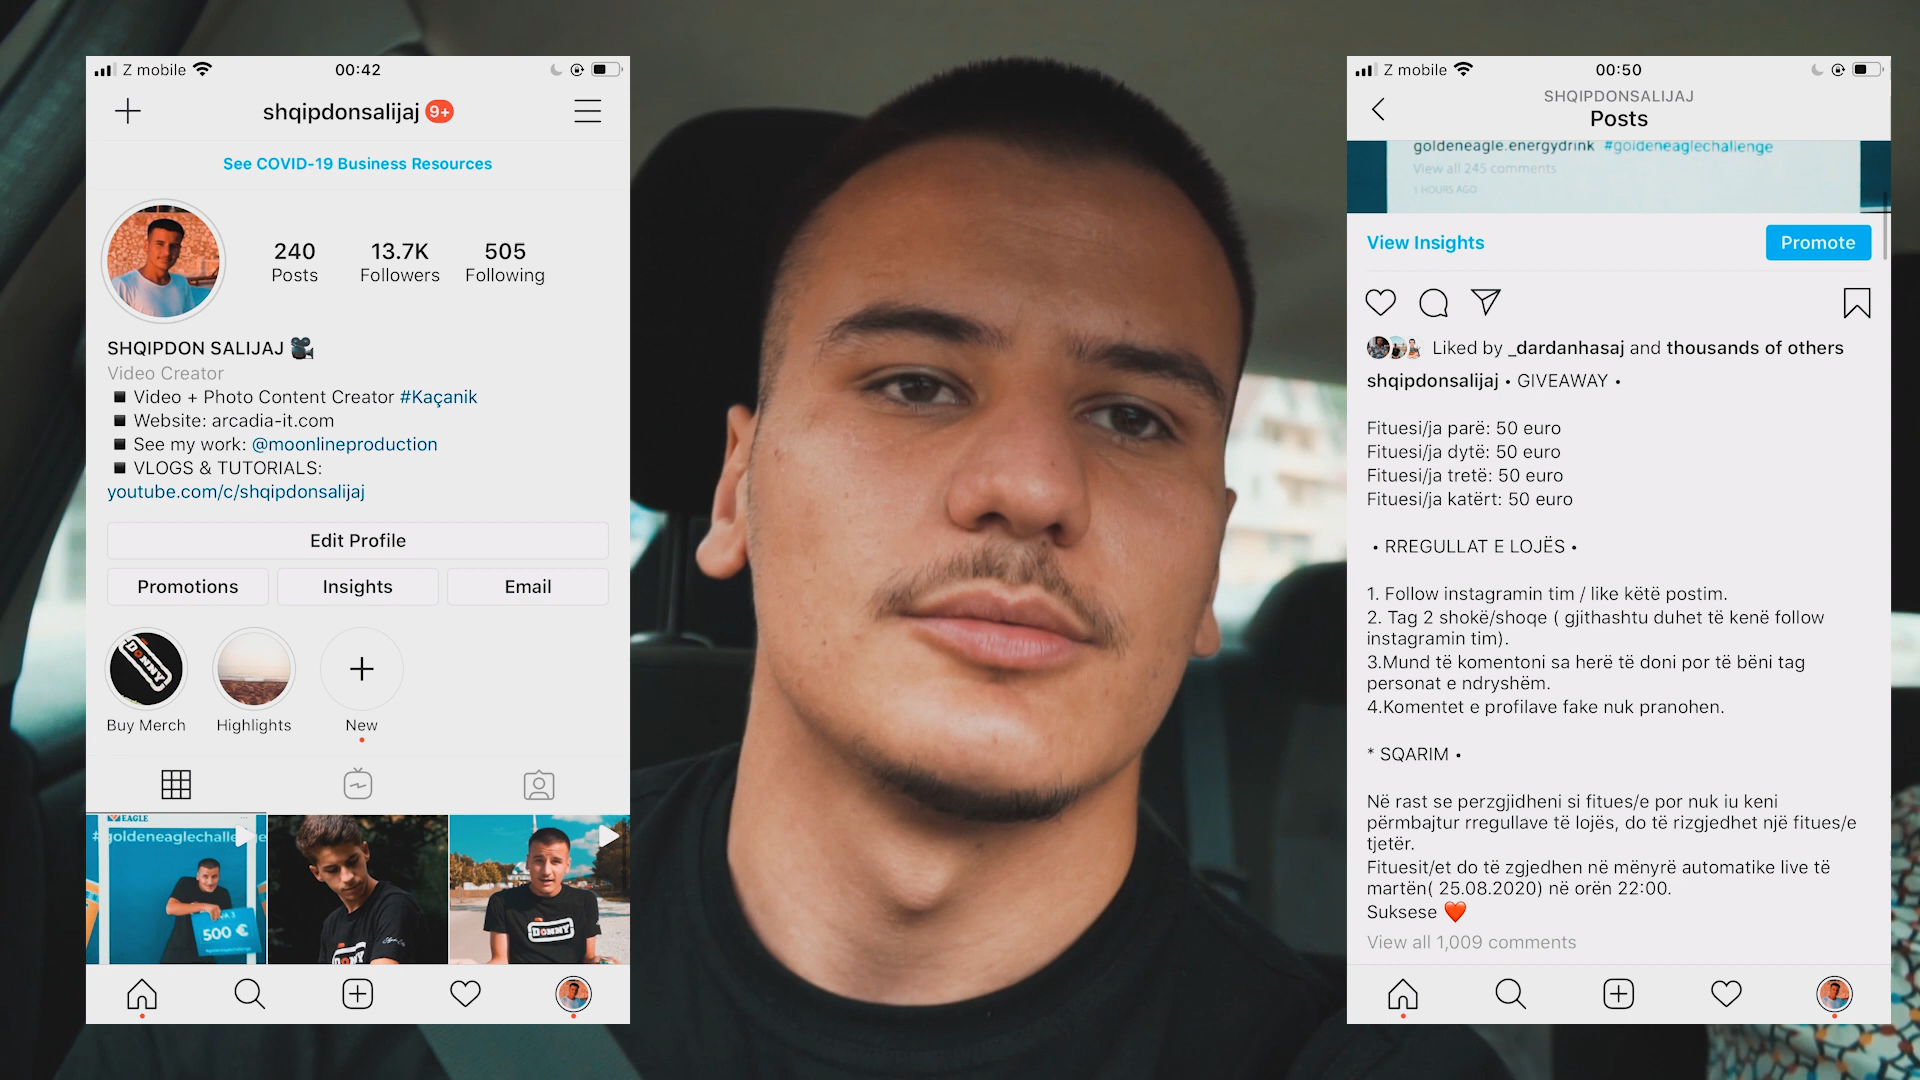 Z mobile
00:42
shqipdonsalijaj 9+
See COVID-19 Business Resources
240 13.7K 505
Posts Followers Following
SHQIPDON SALIJAJ 🎥
Video Creator
◾ Video + Photo Content Creator #Kaçanik
◾ Website: arcadia-it.com
◾ See my work: @moonlineproduction
◾ VLOGS & TUTORIALS:
youtube.com/c/shqipdonsalijaj
Edit Profile
Promotions Insights Email
DONNY
Buy Merch Highlights New
EAGLE
#goldeneaglechallenge
500 €
DONNY
DONNY
Z mobile
00:50
SHQIPDONSALIJAJ
Posts
goldeneagle.energydrink #goldeneaglechallenge
View all 245 comments
1 HOURS AGO
View Insights Promote
Liked by _dardanhasaj and thousands of others
shqipdonsalijaj • GIVEAWAY •
Fituesi/ja parë: 50 euro
Fituesi/ja dytë: 50 euro
Fituesi/ja tretë: 50 euro
Fituesi/ja katërt: 50 euro
• RREGULLAT E LOJËS •
1. Follow instagramin tim / like këtë postim.
2. Tag 2 shokë/shoqe ( gjithashtu duhet të kenë follow
instagramin tim).
3.Mund të komentoni sa herë të doni por të bëni tag
personat e ndryshëm.
4.Komentet e profilave fake nuk pranohen.
* SQARIM •
Në rast se perzgjidheni si fitues/e por nuk iu keni
përmbajtur rregullave të lojës, do të rizgjedhet një fitues/e
tjetër.
Fituesit/et do të zgjedhen në mënyrë automatike live të
martën( 25.08.2020) në orën 22:00.
Suksese ❤️
View all 1,009 comments